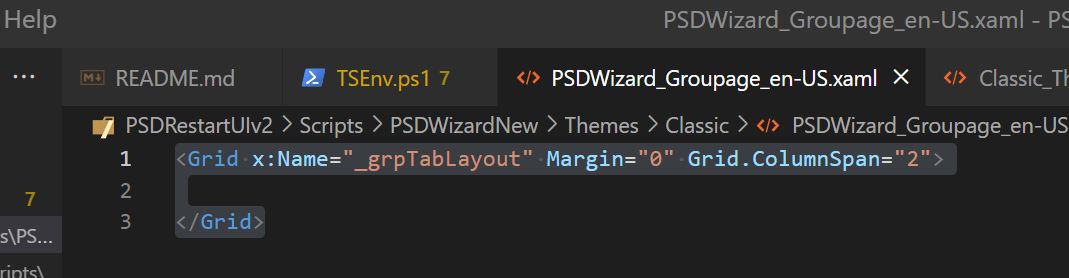 Help
PSDWizard_Groupage_en-US.xaml - PS
README.md
TSEnv.ps1 7
PSDWizard_Groupage_en-US.xaml
Classic_Th
PSDRestartUIv2 > Scripts > PSDWizardNew > Themes > Classic > PSDWizard_Groupage_en-US
1 <Grid x:Name="_grpTabLayout" Margin="0" Grid.ColumnSpan="2">
2
3 </Grid>
7
s\PS...
ripts\